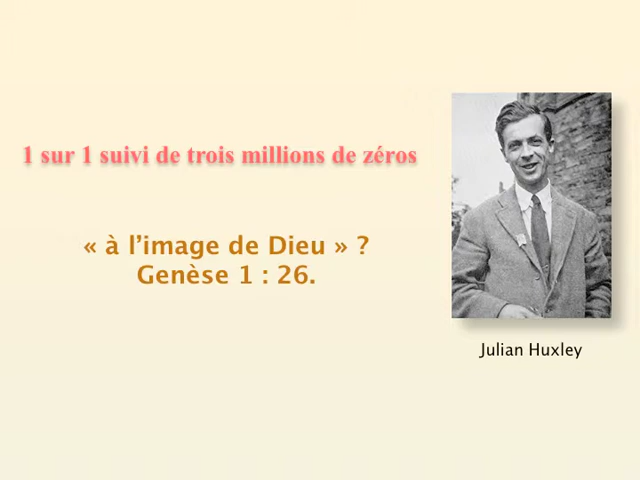 1 sur 1 suivi de trois millions de zéros
« à l’image de Dieu » ?
Genèse 1 : 26.
Julian Huxley